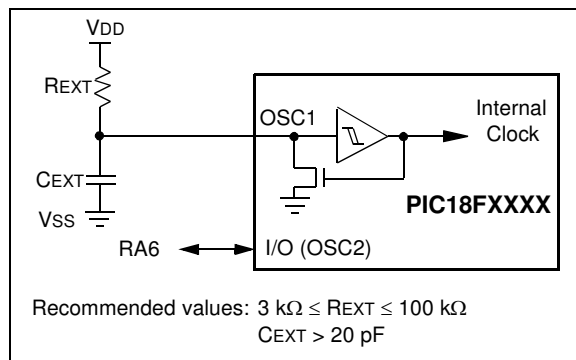 VDD
REXT
OSC1
Internal
Clock
CEXT
PIC18FXXXX
VSS
RA6
I/O (OSC2)
Recommended values: 3 kΩ ≤ REXT ≤ 100 kΩ
CEXT > 20 pF